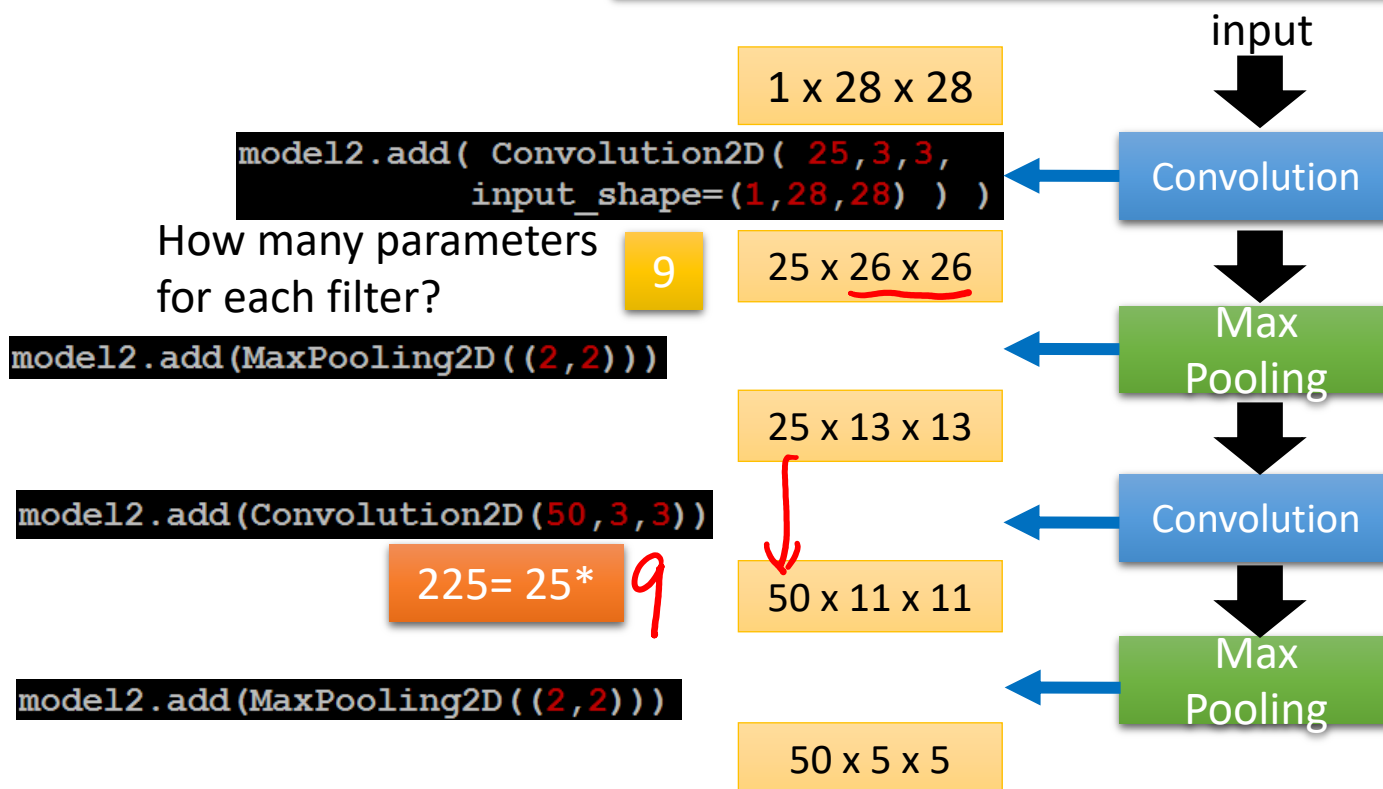 input
1 x 28 x 28
model2.add( Convolution2D( 25,3,3,
input_shape=(1,28,28) ) )
Convolution
How many parameters
for each filter?
9
25 x 26 x 26
model2.add(MaxPooling2D((2,2)))
Max
Pooling
25 x 13 x 13
model2.add(Convolution2D(50,3,3))
Convolution
225= 25* 9
50 x 11 x 11
model2.add(MaxPooling2D((2,2)))
Max
Pooling
50 x 5 x 5